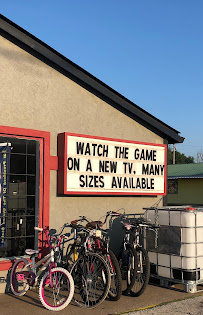 WATCH THE GAME
ON A NEW TV. MANY
SIZES AVAILABLE